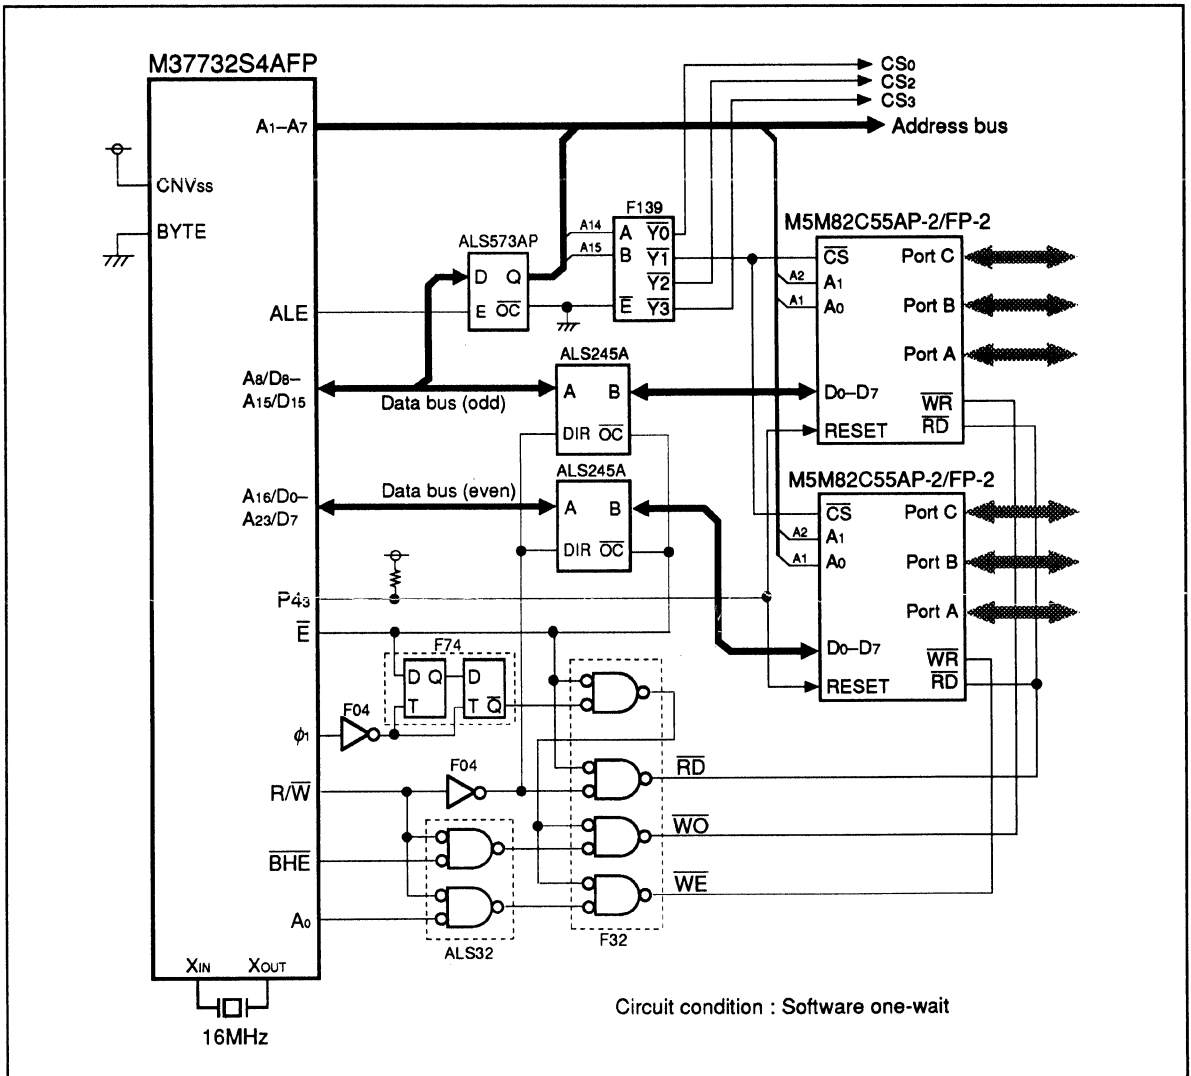 M37732S4AFP
CS0
CS2
CS3
A1–A7
Address bus
CNVss
BYTE
F139
M5M82C55AP-2/FP-2
ALS573AP
A14
A15
A
B
Y0
Y1
Y2
Y3
E
CS
Port C
A2
A1
A1
A0
Port B
D
Q
E
OC
ALE
Port A
ALS245A
A8/D8–
A15/D15
Data bus (odd)
A
B
DIR
OC
D0–D7
WR
RD
RESET
ALS245A
M5M82C55AP-2/FP-2
A16/D0–
A23/D7
Data bus (even)
A
B
DIR
OC
CS
Port C
A2
A1
A1
A0
Port B
P43
Port A
E
F74
D
Q
T
D
T
Q
D0–D7
WR
RD
RESET
F04
ϕ1
F04
RD
R/W
WO
BHE
WE
A0
ALS32
F32
XIN
XOUT
16MHz
Circuit condition : Software one-wait